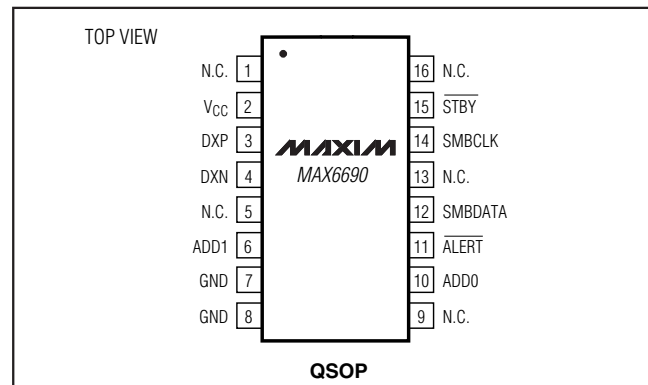 TOP VIEW
N.C. 1
VCC 2
DXP 3
DXN 4
N.C. 5
ADD1 6
GND 7
GND 8
MAXIM
MAX6690
16 N.C.
15 STBY
14 SMBCLK
13 N.C.
12 SMBDATA
11 ALERT
10 ADD0
9 N.C.
QSOP